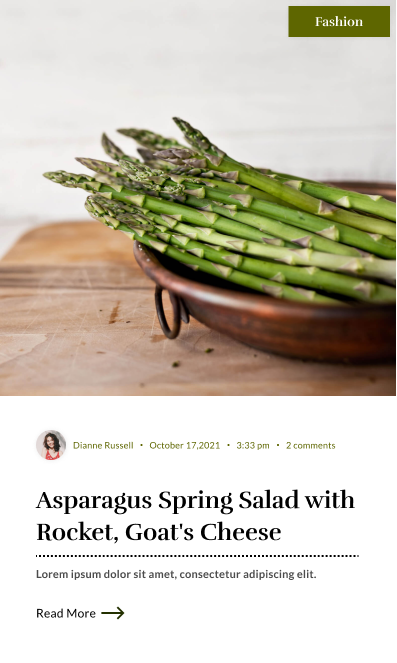 Fashion
Dianne Russell • October 17,2021 • 3:33 pm • 2 comments
Asparagus Spring Salad with
Rocket, Goat's Cheese
Lorem ipsum dolor sit amet, consectetur adipiscing elit.
Read More